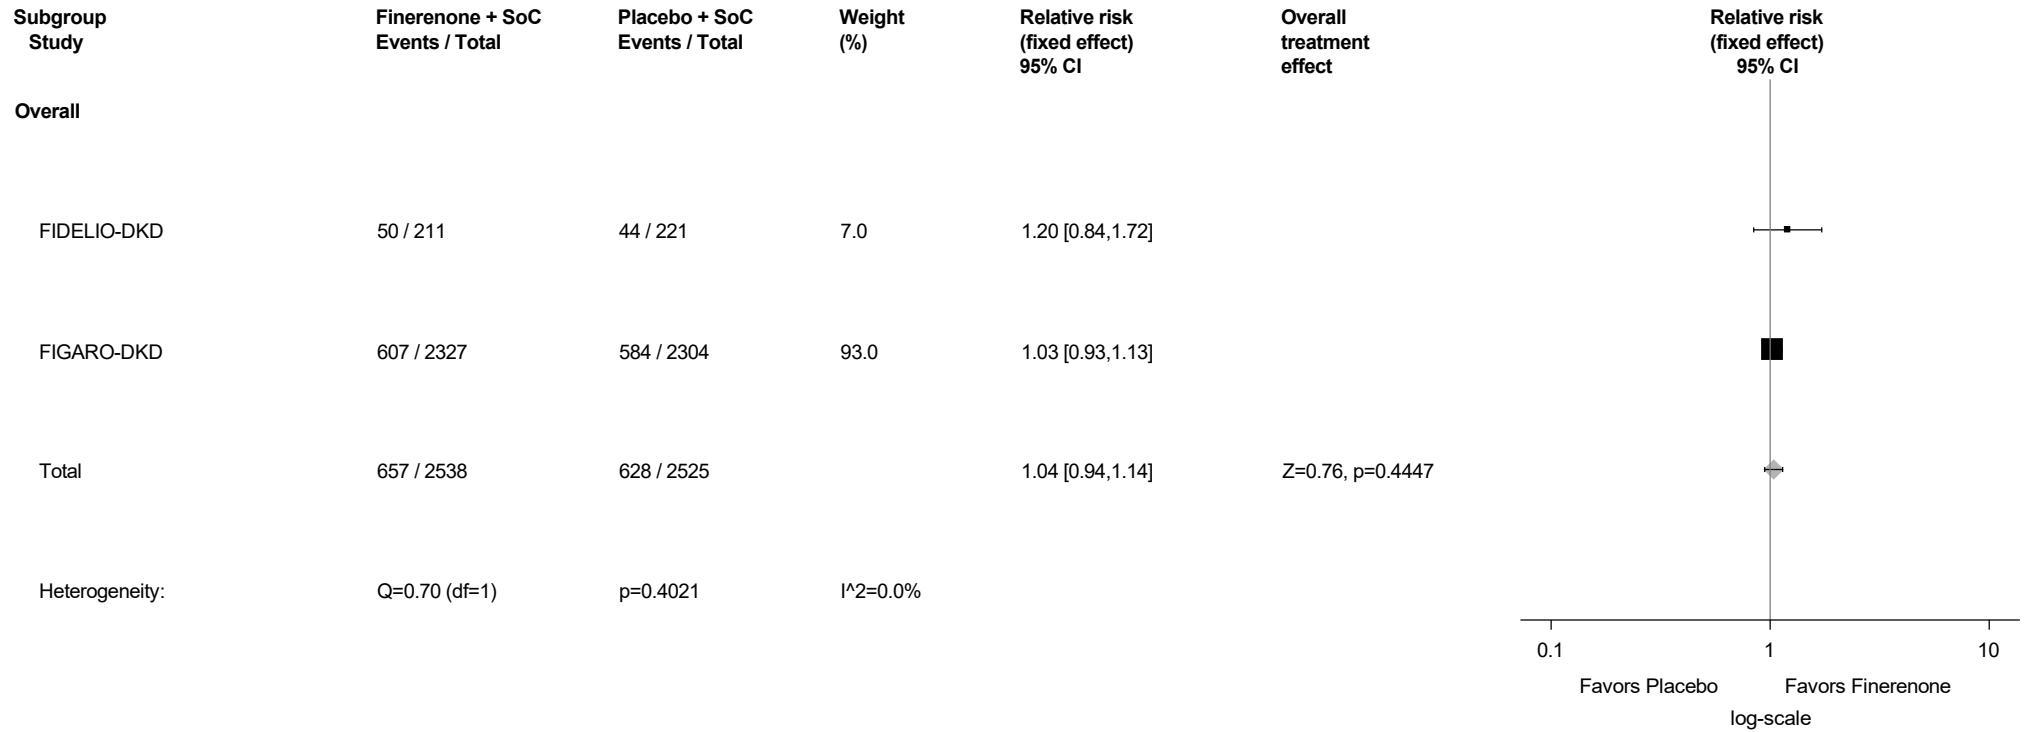 Subgroup Finerenone + SoC Placebo + SoC Weight Relative risk Overall Relative risk
Study Events / Total Events / Total (%) (fixed effect) treatment (fixed effect)
95% CI effect 95% CI
Overall
FIDELIO-DKD 50 / 211 44 / 221 7.0 1.20 [0.84,1.72]
FIGARO-DKD 607 / 2327 584 / 2304 93.0 1.03 [0.93,1.13]
Total 657 / 2538 628 / 2525 1.04 [0.94,1.14] Z=0.76, p=0.4447
Heterogeneity: Q=0.70 (df=1) p=0.4021 I^2=0.0%
0.1 1 10
Favors Placebo Favors Finerenone
log-scale